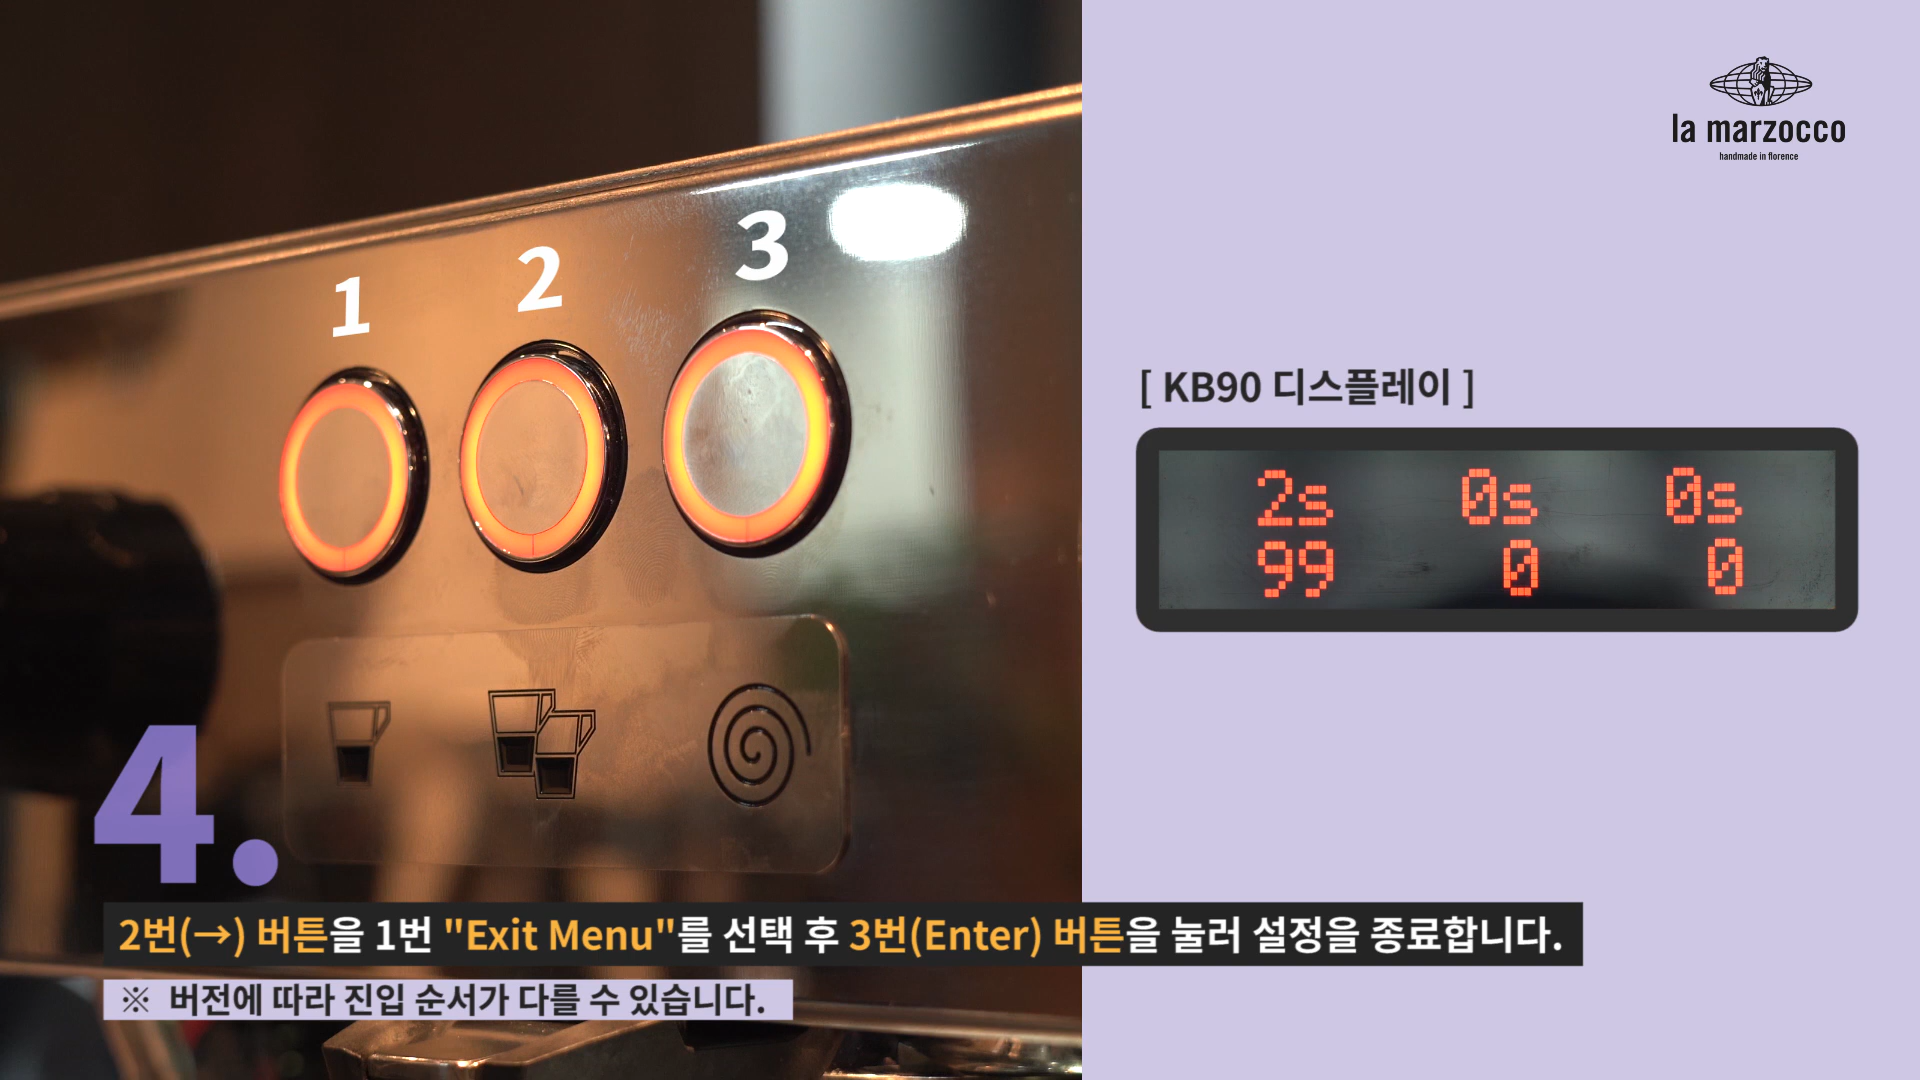 la marzocco
handmade in florence
1
2
3
[ KB90 디스플레이 ]
2s 0s 0s
99 0 0
4.
2번(→) 버튼을 1번 "Exit Menu"를 선택 후 3번(Enter) 버튼을 눌러 설정을 종료합니다.
※ 버전에 따라 진입 순서가 다를 수 있습니다.